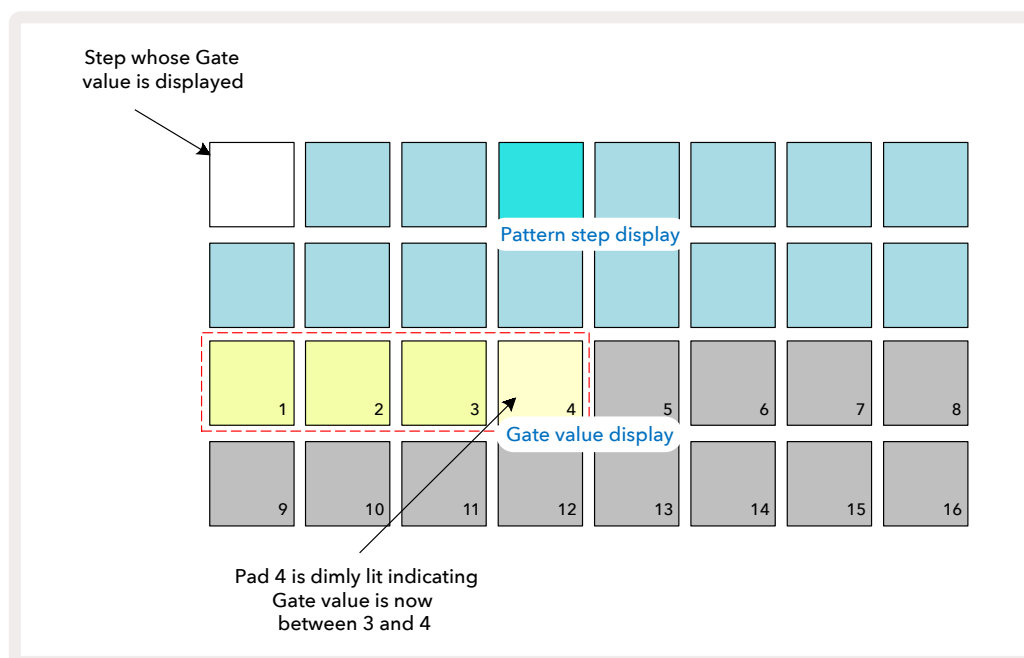 Step whose Gate
value is displayed
Pattern step display
1 2 3 4 5 6 7 8
Gate value display
9 10 11 12 13 14 15 16
Pad 4 is dimly lit indicating
Gate value is now
between 3 and 4